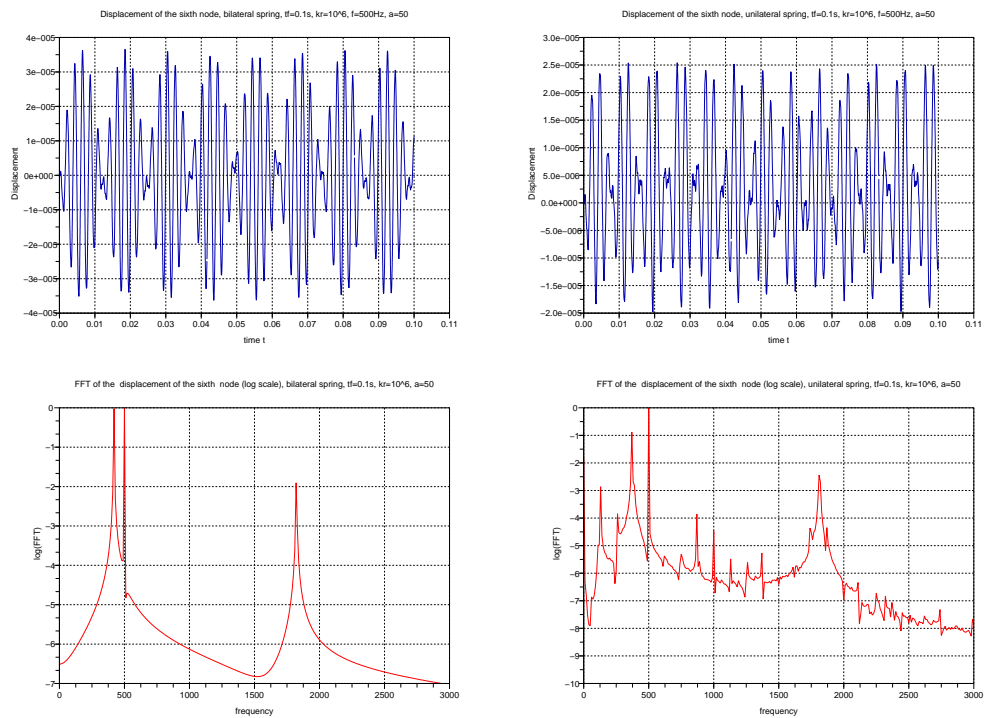 Displacement of the sixth node, bilateral spring, tf=0.1s, kr=10^6, f=500Hz, a=50
4e−005
3e−005
2e−005
1e−005
0e+000
−1e−005
−2e−005
−3e−005
−4e−005
Displacement
0.00 0.01 0.02 0.03 0.04 0.05 0.06 0.07 0.08 0.09 0.10 0.11
time t
Displacement of the sixth node, unilateral spring, tf=0.1s, kr=10^6, f=500Hz, a=50
3.0e−005
2.5e−005
2.0e−005
1.5e−005
1.0e−005
5.0e−006
0.0e+000
−5.0e−006
−1.0e−005
−1.5e−005
−2.0e−005
Displacement
0.00 0.01 0.02 0.03 0.04 0.05 0.06 0.07 0.08 0.09 0.10 0.11
time t
FFT of the displacement of the sixth node (log scale), bilateral spring, tf=0.1s, kr=10^6, a=50
0
−1
−2
−3
−4
−5
−6
−7
log(FFT)
0 500 1000 1500 2000 2500 3000
frequency
FFT of the displacement of the sixth node (log scale), unilateral spring, tf=0.1s, kr=10^6, a=50
0
−1
−2
−3
−4
−5
−6
−7
−8
−9
−10
log(FFT)
0 500 1000 1500 2000 2500 3000
frequency